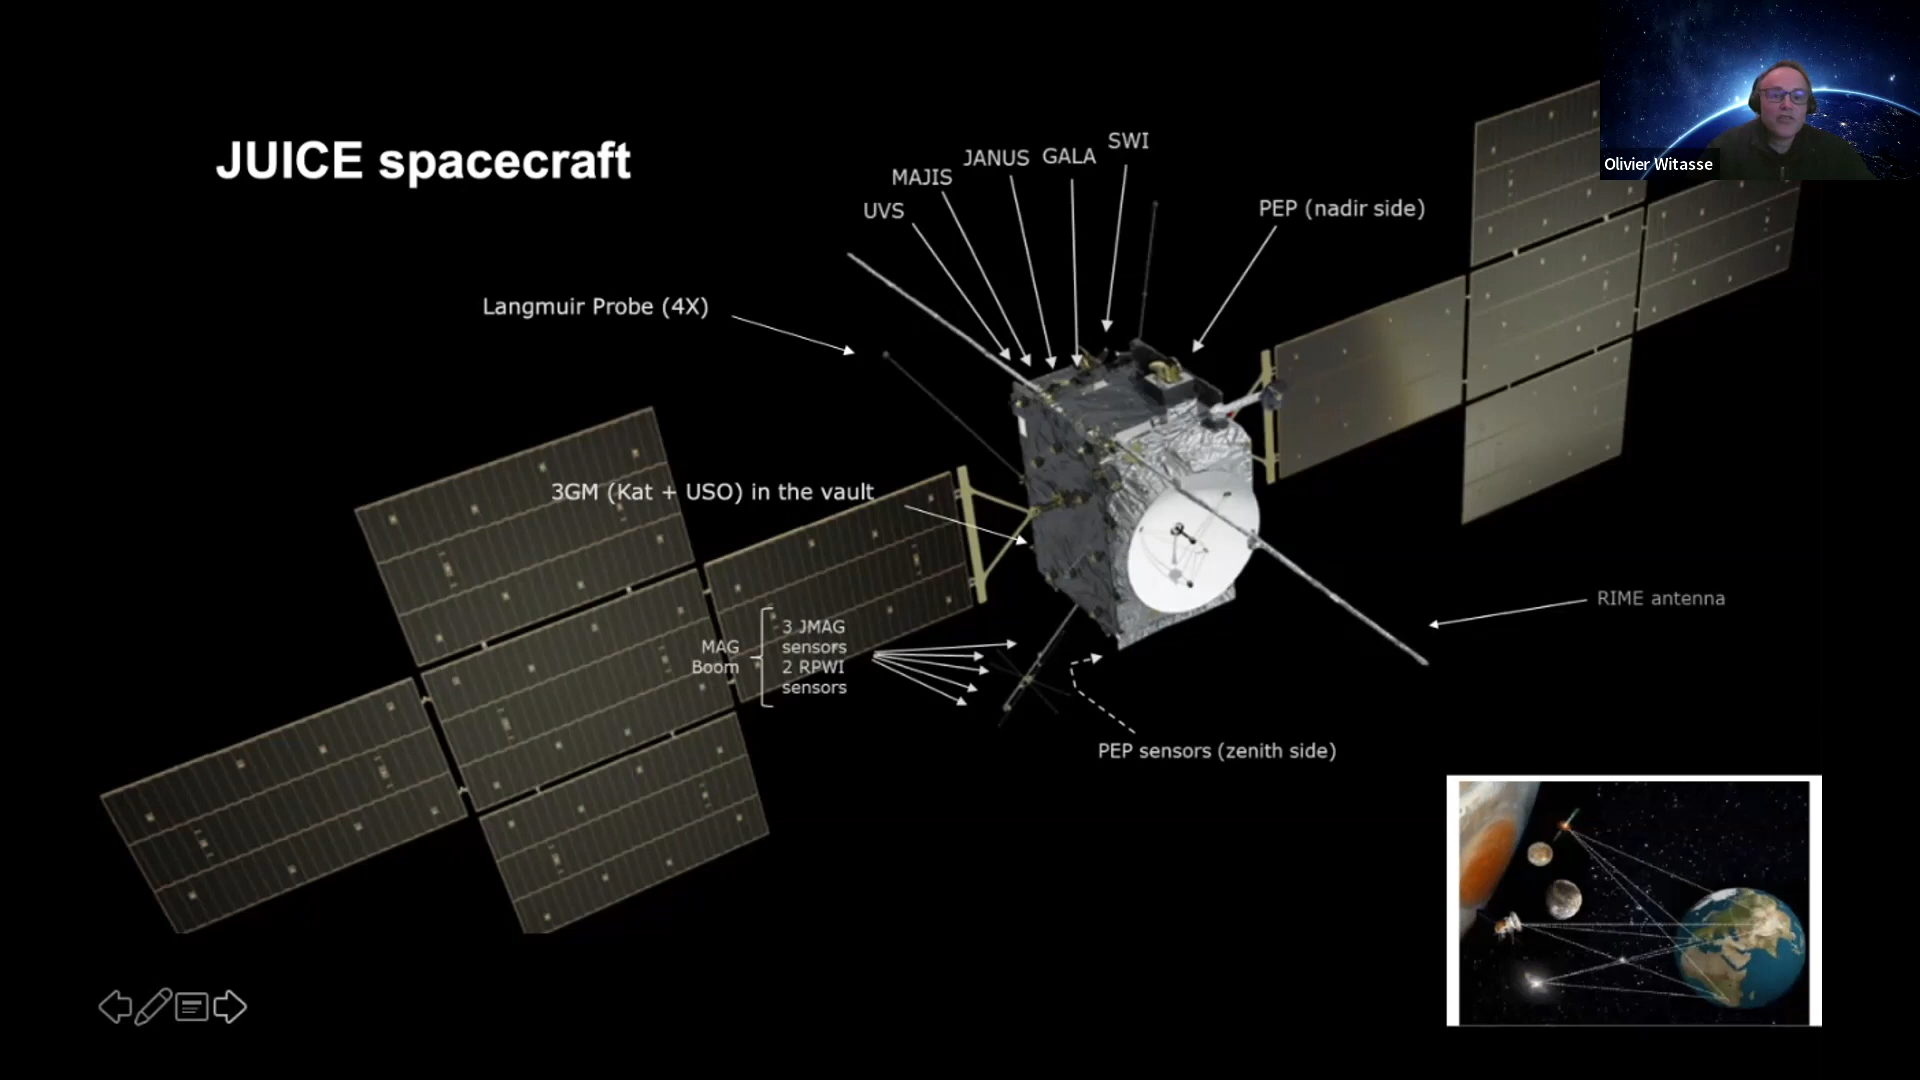 JUICE spacecraft
UVS
MAJIS
JANUS
GALA
SWI
PEP (nadir side)
Olivier Witasse
Langmuir Probe (4X)
3GM (Kat + USO) in the vault
MAG
Boom
3 JMAG
sensors
2 RPWI
sensors
RIME antenna
PEP sensors (zenith side)